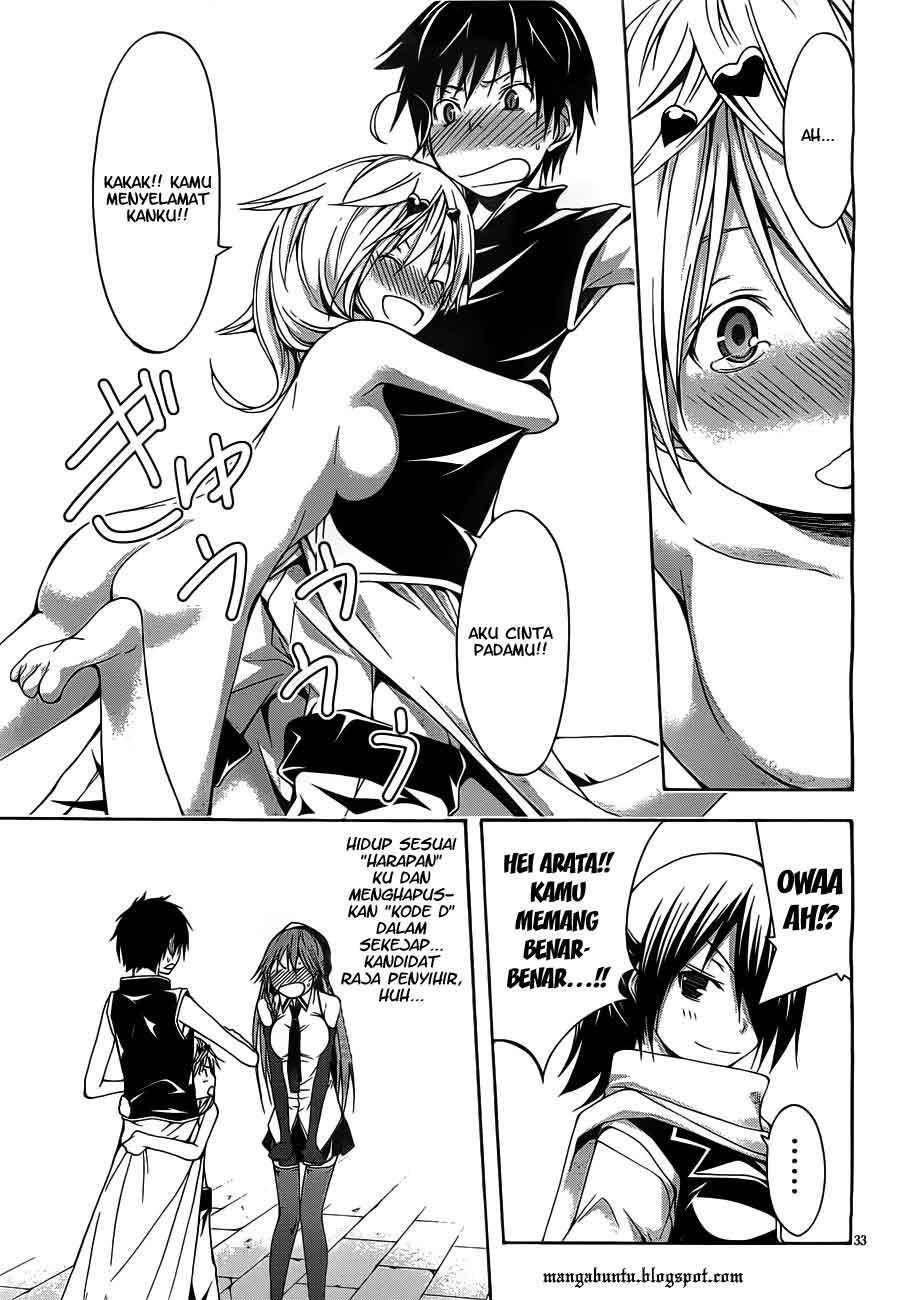 AH...
KAKAK!! KAMU
MENYELAMAT
KANKU!!
ぎゅううううう
AKU CINTA
PADAMU!!
OWAA
AH!?
HEI ARATA!!
KAMU
MEMANG
BENAR-
BENAR...!!
......
HIDUP SESUAI
"HARAPAN"
KU DAN
MENGHAPUS-
KAN "KODE D"
DALAM
SEKEJAP...
KANDIDAT
RAJA PENYIHIR,
HUH...
33
mangabuntu.blogspot.com